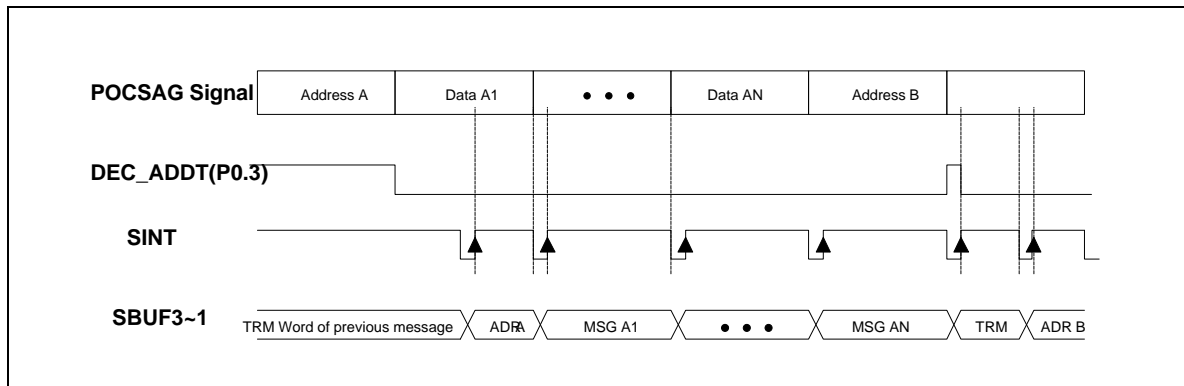 POCSAG Signal Address A Data A1 • • • Data AN Address B
DEC_ADDT(P0.3)
SINT
SBUF3~1 TRM Word of previous message ADRA MSG A1 • • • MSG AN TRM ADR B